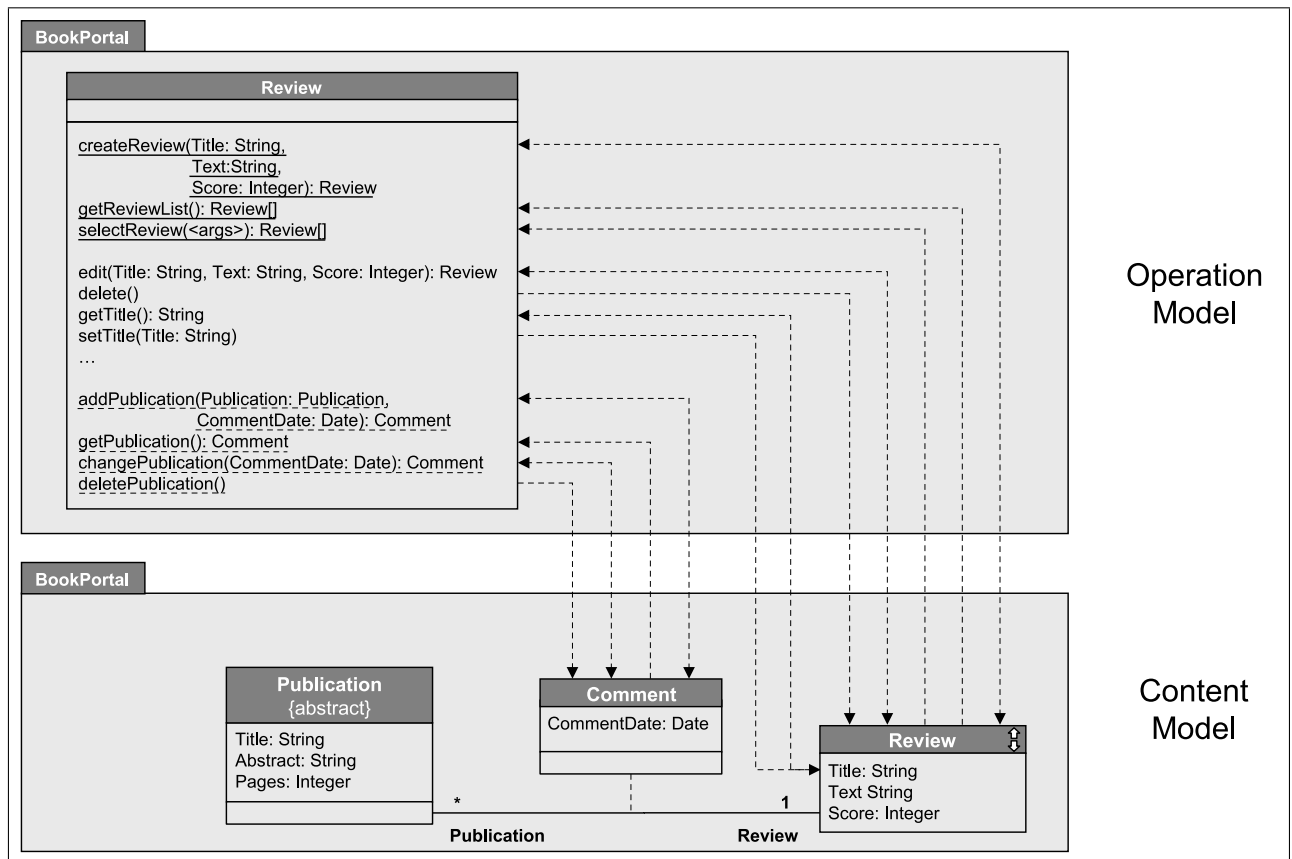 BookPortal
Review
createReview(Title: String,
Text:String,
Score: Integer): Review
getReviewList(): Review[]
selectReview(<args>): Review[]
edit(Title: String, Text: String, Score: Integer): Review
delete()
getTitle(): String
setTitle(Title: String)
...
addPublication(Publication: Publication,
CommentDate: Date): Comment
getPublication(): Comment
changePublication(CommentDate: Date): Comment
deletePublication()
Operation
Model
BookPortal
Publication
{abstract}
Title: String
Abstract: String
Pages: Integer
Comment
CommentDate: Date
Review
Title: String
Text String
Score: Integer
*
1
Publication
Review
Content
Model